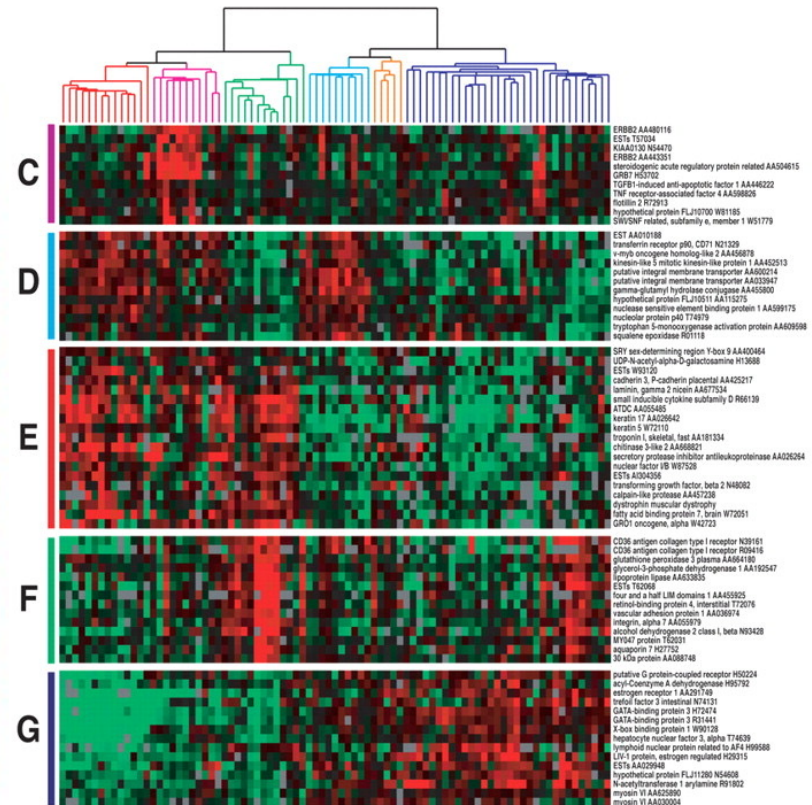 C
ERBB2 AA480116
ESTs T57034
KIAA0130 N54470
ERBB2 AA443351
steroidogenic acute regulatory protein related AA504615
GRB7 H53702
TGFB1-induced anti-apoptotic factor 1 AA446222
TNF receptor-associated factor 4 AA598826
flotillin 2 R72913
hypothetical protein FLJ10700 W81185
SWI/SNF related, subfamily e, member 1 W51779
D
EST AA010188
transferrin receptor p90, CD71 N21329
v-myb oncogene homolog-like 2 AA456878
kinesin-like 5 mitotic kinesin-like protein 1 AA452513
putative integral membrane transporter AA600214
putative integral membrane transporter AA033947
gamma-glutamyl hydrolase conjugase AA455800
hypothetical protein FLJ10511 AA115275
nuclease sensitive element binding protein 1 AA599175
nucleolar protein p40 T74979
tryptophan 5-monooxygenase activation protein AA609598
squalene epoxidase R01118
E
SRY sex-determining region Y-box 9 AA400464
UDP-N-acetyl-alpha-D-galactosamine H13688
ESTs W93120
cadherin 3, P-cadherin placental AA425217
laminin, gamma 2 nicein AA677534
small inducible cytokine subfamily D R66139
ATDC AA055485
keratin 17 AA026642
keratin 5 W72110
troponin I, skeletal, fast AA181334
chitinase 3-like 2 AA668821
secretory protease inhibitor antileukoproteinase AA026264
nuclear factor I/B W87528
ESTs AI304356
transforming growth factor, beta 2 N48082
calpain-like protease AA457238
dystrophin muscular dystrophy
fatty acid binding protein 7, brain W72051
GRO1 oncogene, alpha W42723
F
CD36 antigen collagen type I receptor N39161
CD36 antigen collagen type I receptor R09416
glutathione peroxidase 3 plasma AA664180
glycerol-3-phosphate dehydrogenase 1 AA192547
lipoprotein lipase AA633835
ESTs T62068
four and a half LIM domains 1 AA455925
retinol-binding protein 4, interstitial T72076
vascular adhesion protein 1 AA036974
integrin, alpha 7 AA055979
alcohol dehydrogenase 2 class I, beta N93428
MY047 protein T62031
aquaporin 7 H27752
30 kDa protein AA088748
G
putative G protein-coupled receptor H50224
acyl-Coenzyme A dehydrogenase H95792
estrogen receptor 1 AA291749
trefoil factor 3 intestinal N74131
GATA-binding protein 3 H72474
GATA-binding protein 3 R31441
X-box binding protein 1 W90128
hepatocyte nuclear factor 3, alpha T74639
lymphoid nuclear protein related to AF4 H99588
LIV-1 protein, estrogen regulated H29315
ESTs AA029948
hypothetical protein FLJ11280 N54608
N-acetyltransferase 1 arylamine R91802
myosin VI AA625890
myosin VI AA030004